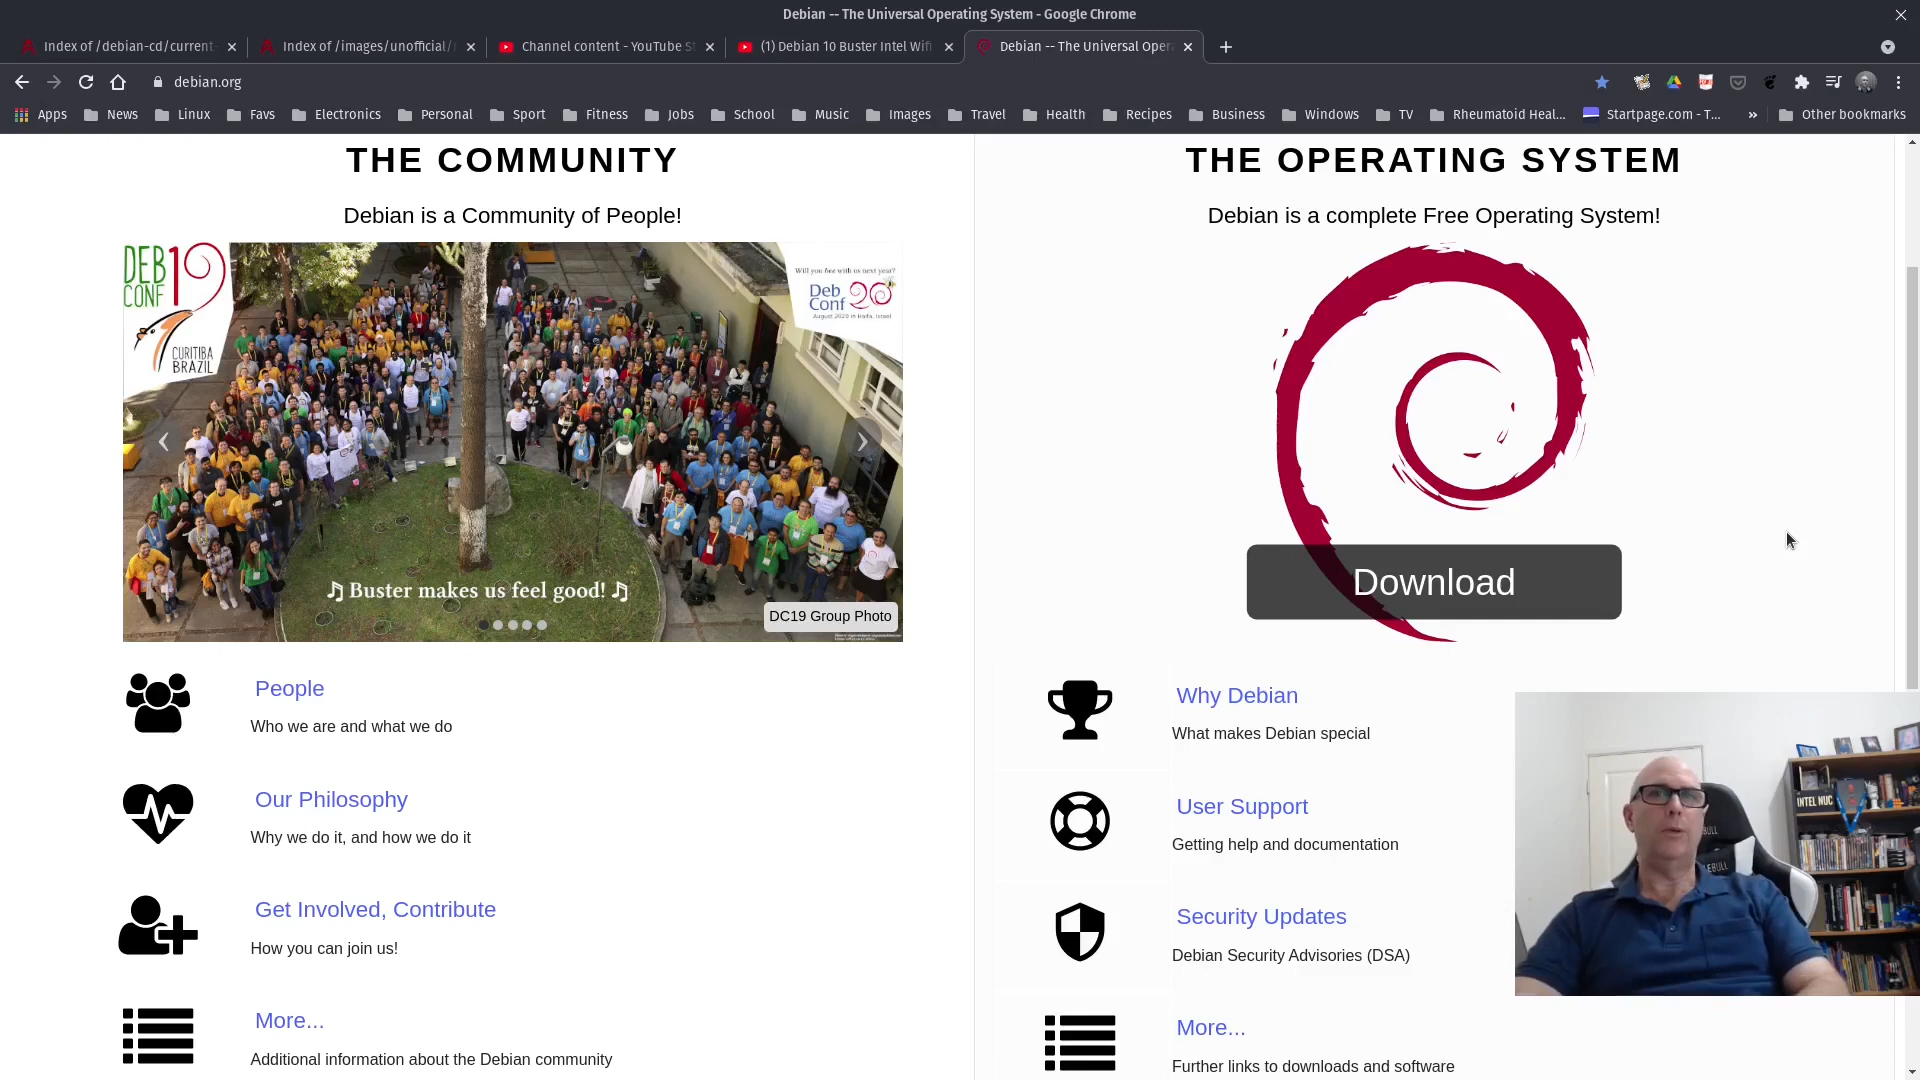 Debian -- The Universal Operating System - Google Chrome
Index of /debian-cd/current-
Index of /images/unofficial/
Channel content - YouTube S
(1) Debian 10 Buster Intel Wifi
Debian -- The Universal Oper
debian.org
Apps
News
Linux
Favs
Electronics
Personal
Sport
Fitness
Jobs
School
Music
Images
Travel
Health
Recipes
Business
Windows
TV
Rheumatoid Heal...
Startpage.com - T...
»
Other bookmarks
THE COMMUNITY
Debian is a Community of People!
DEB
CONF 19
CURITIBA
BRAZIL
Will you bee with us next year?
Deb
Conf 20
August 2020 in Haifa, Israel
♫ Buster makes us feel good! ♫
DC19 Group Photo
People
Who we are and what we do
Our Philosophy
Why we do it, and how we do it
Get Involved, Contribute
How you can join us!
More...
Additional information about the Debian community
THE OPERATING SYSTEM
Debian is a complete Free Operating System!
Download
Why Debian
What makes Debian special
User Support
Getting help and documentation
Security Updates
Debian Security Advisories (DSA)
More...
Further links to downloads and software
INTEL NUC